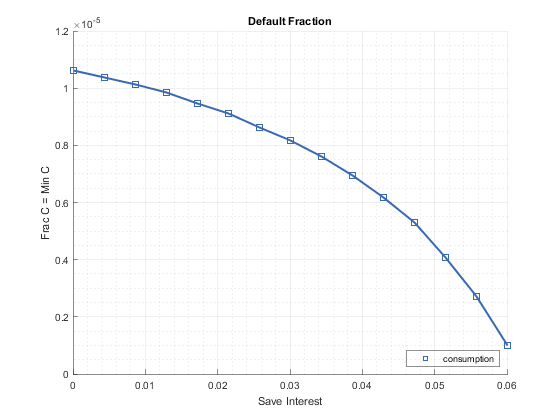 Default Fraction
×10⁻⁵
1.2
1
0.8
0.6
0.4
0.2
0
Frac C = Min C
0 0.01 0.02 0.03 0.04 0.05 0.06
Save Interest
consumption